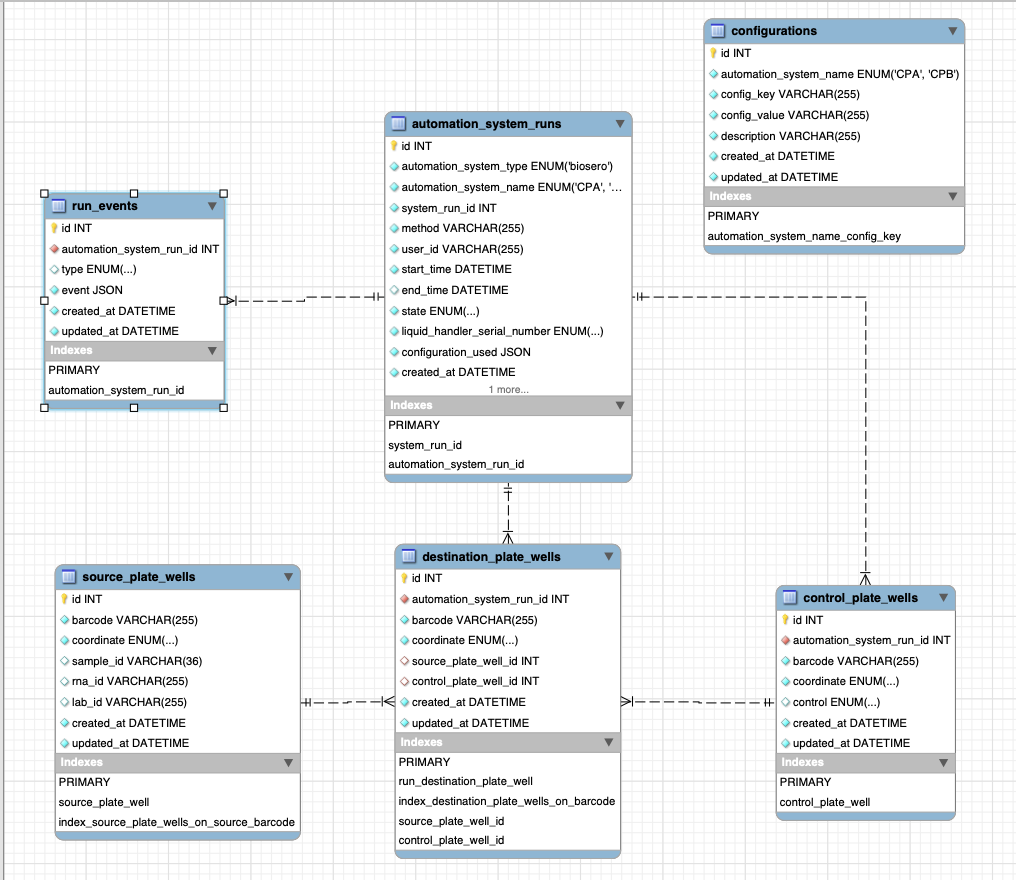 configurations
id INT
automation_system_name ENUM('CPA', 'CPB')
config_key VARCHAR(255)
config_value VARCHAR(255)
description VARCHAR(255)
created_at DATETIME
updated_at DATETIME
Indexes
PRIMARY
automation_system_name_config_key
automation_system_runs
id INT
automation_system_type ENUM('biosero')
automation_system_name ENUM('CPA', '...
system_run_id INT
method VARCHAR(255)
user_id VARCHAR(255)
start_time DATETIME
end_time DATETIME
state ENUM(...)
liquid_handler_serial_number ENUM(...)
configuration_used JSON
created_at DATETIME
1 more...
Indexes
PRIMARY
system_run_id
automation_system_run_id
run_events
id INT
automation_system_run_id INT
type ENUM(...)
event JSON
created_at DATETIME
updated_at DATETIME
Indexes
PRIMARY
automation_system_run_id
source_plate_wells
id INT
barcode VARCHAR(255)
coordinate ENUM(...)
sample_id VARCHAR(36)
rna_id VARCHAR(255)
lab_id VARCHAR(255)
created_at DATETIME
updated_at DATETIME
Indexes
PRIMARY
source_plate_well
index_source_plate_wells_on_source_barcode
destination_plate_wells
id INT
automation_system_run_id INT
barcode VARCHAR(255)
coordinate ENUM(...)
source_plate_well_id INT
control_plate_well_id INT
created_at DATETIME
updated_at DATETIME
Indexes
PRIMARY
run_destination_plate_well
index_destination_plate_wells_on_barcode
source_plate_well_id
control_plate_well_id
control_plate_wells
id INT
automation_system_run_id INT
barcode VARCHAR(255)
coordinate ENUM(...)
control ENUM(...)
created_at DATETIME
updated_at DATETIME
Indexes
PRIMARY
control_plate_well